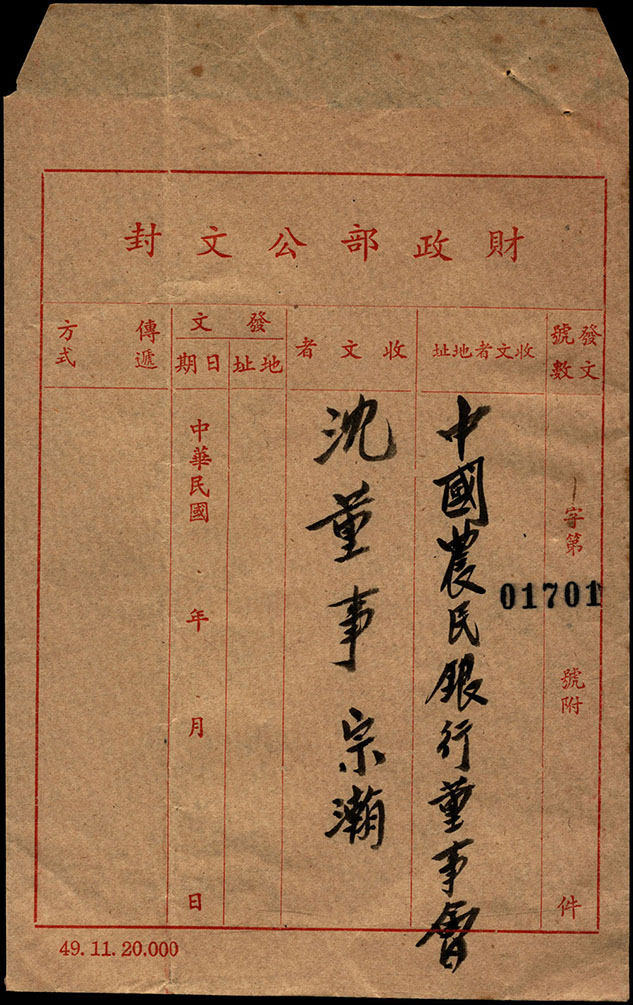 財政部公文封
發文號數
字第
01701
號附
件
收文者地址
中國農民銀行董事會
收文者
沈董事 宗瀚
發文
地址
日期
中華民國
年
月
日
傳遞方式
49.11.20,000